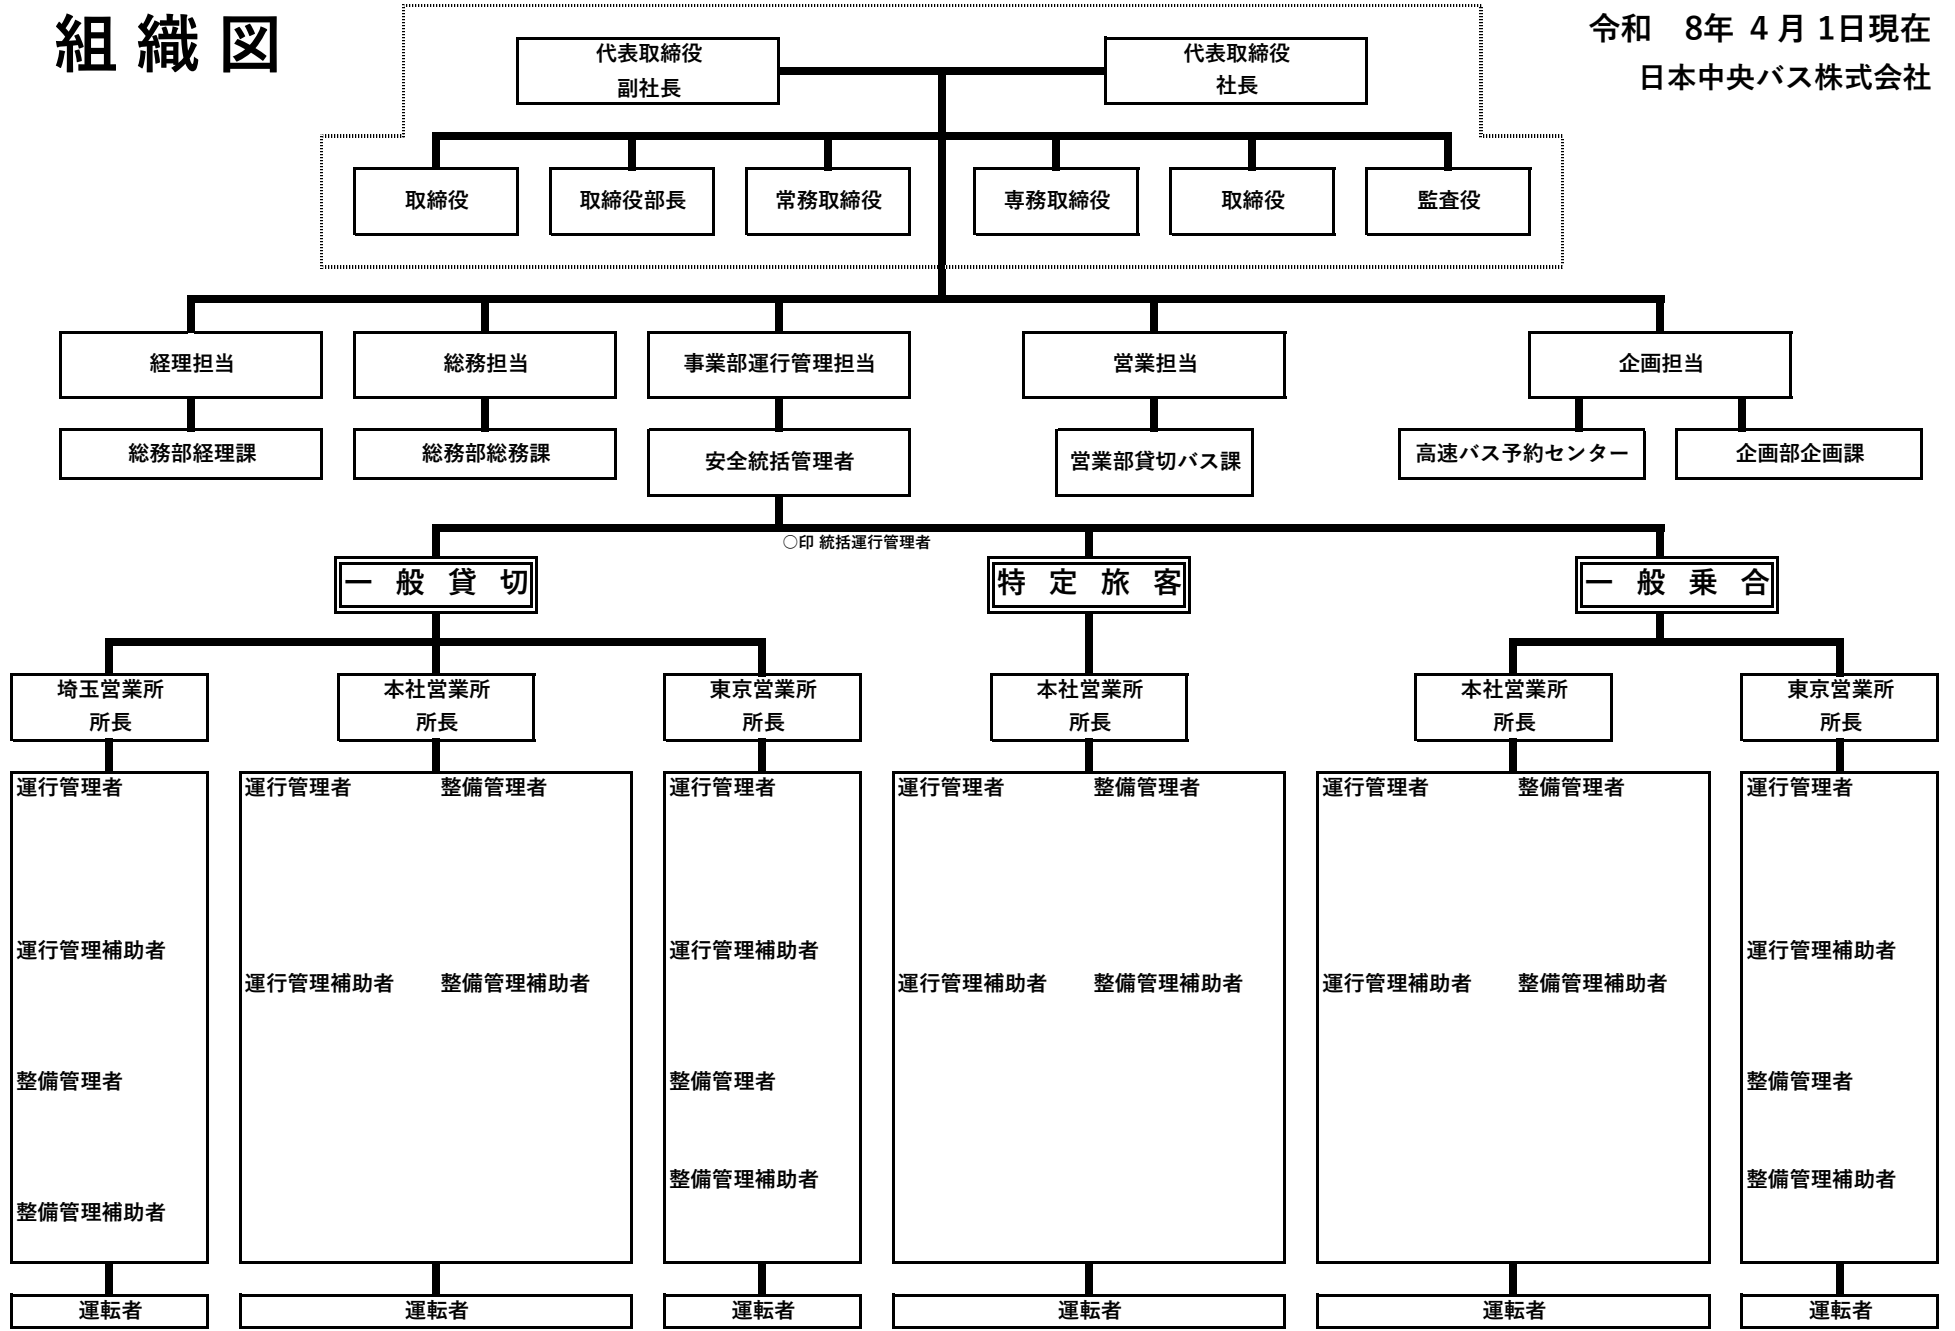 組織図
令和 8年 4月 1日現在
日本中央バス株式会社
代表取締役
副社長
代表取締役
社長
取締役
取締役部長
常務取締役
専務取締役
取締役
監査役
経理担当
総務担当
事業部運行管理担当
営業担当
企画担当
総務部経理課
総務部総務課
安全統括管理者
営業部貸切バス課
高速バス予約センター
企画部企画課
○印 統括運行管理者
一般貸切
特定旅客
一般乗合
埼玉営業所
所長
本社営業所
所長
東京営業所
所長
本社営業所
所長
本社営業所
所長
東京営業所
所長
運行管理者
運行管理補助者
整備管理者
整備管理補助者
運行管理者 整備管理者
運行管理補助者 整備管理補助者
運行管理者
運行管理補助者
整備管理者
整備管理補助者
運行管理者 整備管理者
運行管理補助者 整備管理補助者
運行管理者 整備管理者
運行管理補助者 整備管理補助者
運行管理者
運行管理補助者
整備管理者
整備管理補助者
運転者
運転者
運転者
運転者
運転者
運転者